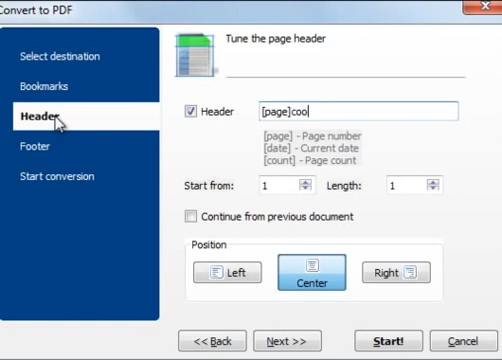 Convert to PDF
Select destination
Bookmarks
Header
Footer
Start conversion
Tune the page header
Header
[page]coo
[page] - Page number
[date] - Current date
[count] - Page count
Start from: 1 Length: 1
Continue from previous document
Position
Left Center Right
<< Back Next >> Start! Cancel